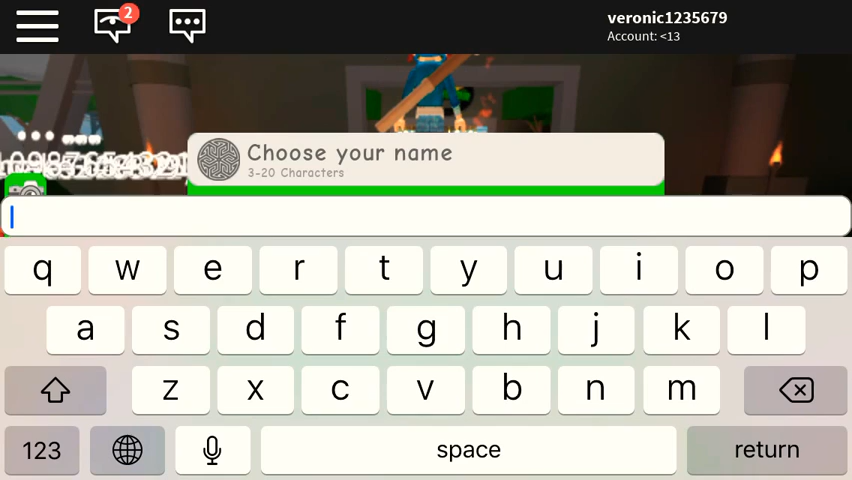 2
veronic1235679
Account: <13
Choose your name
3-20 Characters
q w e r t y u i o p
a s d f g h j k l
z x c v b n m
123 space return